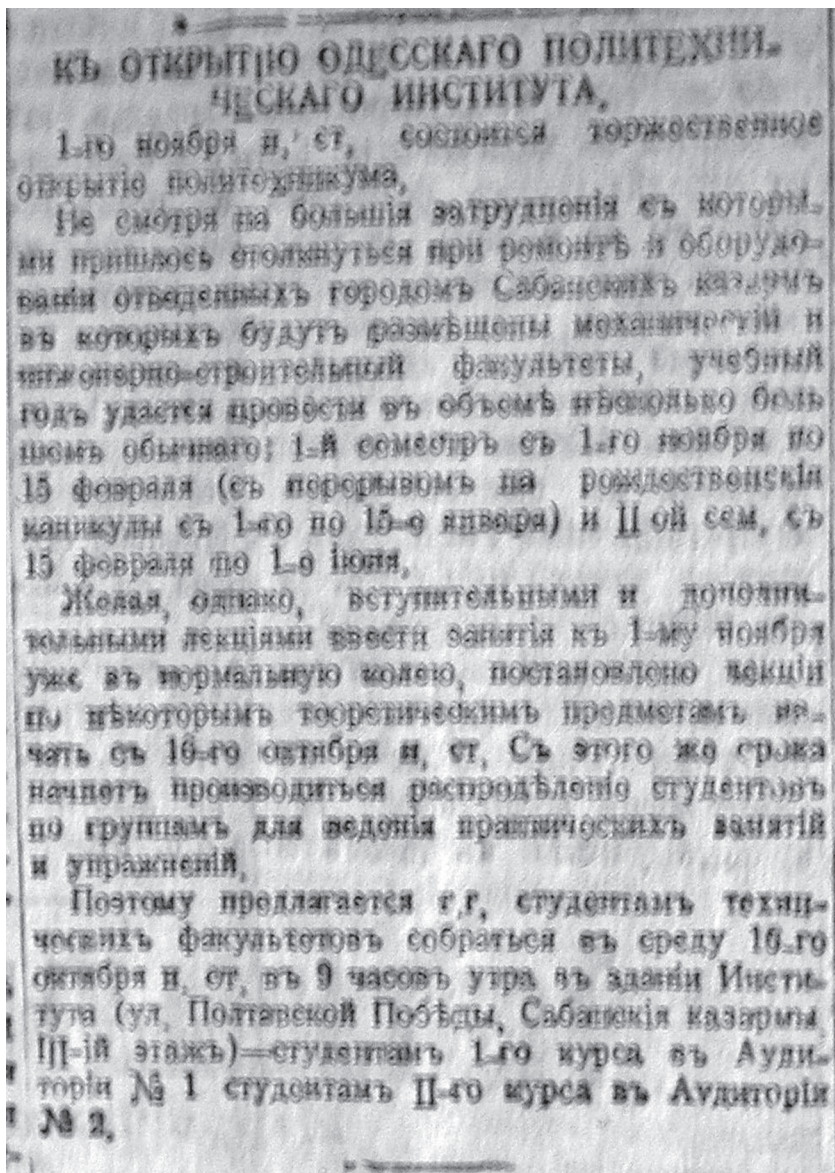 КЪ ОТКРЫТІЮ ОДЕССКАГО ПОЛИТЕХНИ-
ЧЕСКАГО ИНСТИТУТА.
1-го ноября н. ст. состоится торжественное
открытіе политехникума.
Не смотря на большія затрудненія съ которы-
ми пришлось столкнуться при ремонтѣ и оборудо-
ваніи отведенныхъ городомъ Сабанскихъ казармъ
въ которыхъ будутъ размѣщены механическій и
инженерно-строительный факультеты, учебный
годъ удастся провести въ объемѣ нѣсколько боль
шемъ обычнаго; 1-й семестръ съ 1-го ноября по
15 февраля (съ перерывомъ на рождественскія
каникулы съ 1-го по 15-е января) и II ой сем. съ
15 февраля по 1-е іюня.
Желая, однако, вступительными и дополни-
тельными лекціями ввести занятія къ 1-му ноября
уже въ нормальную колею, постановлено лекціи
по нѣкоторымъ теоретическимъ предметамъ на-
чать съ 16-го октября н. ст. Съ этого же срока
начнетъ производиться распредѣленіе студентовъ
по группамъ для веденія практическихъ занятій
и упражненій.
Поэтому предлагается г.г. студентамъ техни-
ческихъ факультетовъ собраться въ среду 16-го
октября н. ст. въ 9 часовъ утра въ зданіи Инсти-
тута (ул. Полтавской Побѣды, Сабанскія казармы
III-ій этажъ)—студентамъ 1-го курса въ Ауди-
торіи № 1 студентамъ II-го курса въ Аудиторіи
№ 2.